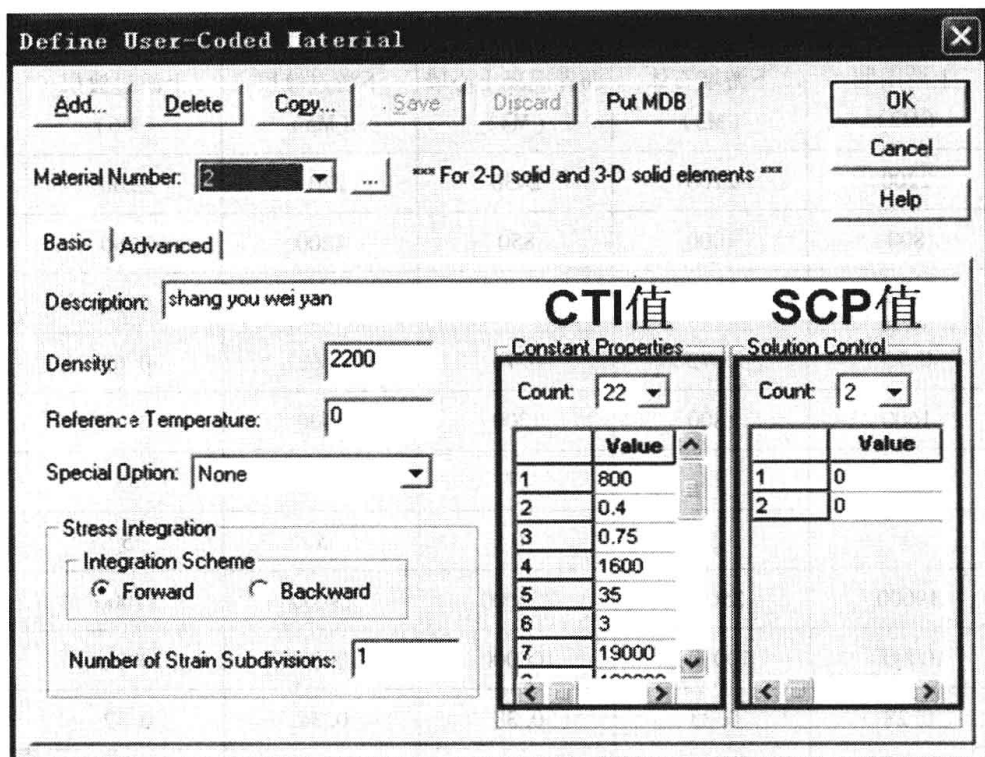 Define User-Coded Material
Add... Delete Copy... Save Discard Put MDB OK
Cancel
Material Number: 2 ... *** For 2-D solid and 3-D solid elements ***
Help
Basic Advanced
Description: shang you wei yan
CTI值 SCP值
Density: 2200
Constant Properties Solution Control
Count: 22 Count: 2
Reference Temperature: 0
Value Value
Special Option: None
1 800 1 0
2 0.4 2 0
Stress Integration
3 0.75
Integration Scheme
4 1600
Forward Backward
5 35
6 3
Number of Strain Subdivisions: 1
7 19000